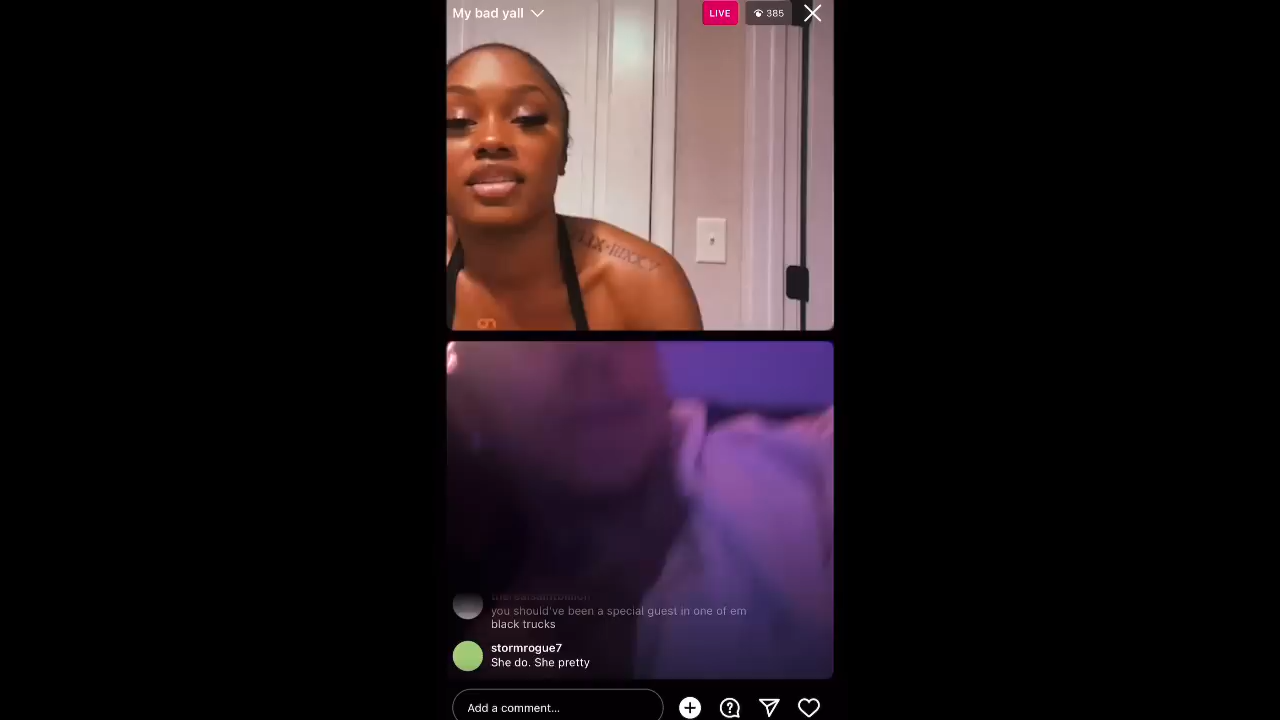 My bad yall
LIVE
385
you should've been a special guest in one of em
black trucks
stormrogue7
She do. She pretty
Add a comment...